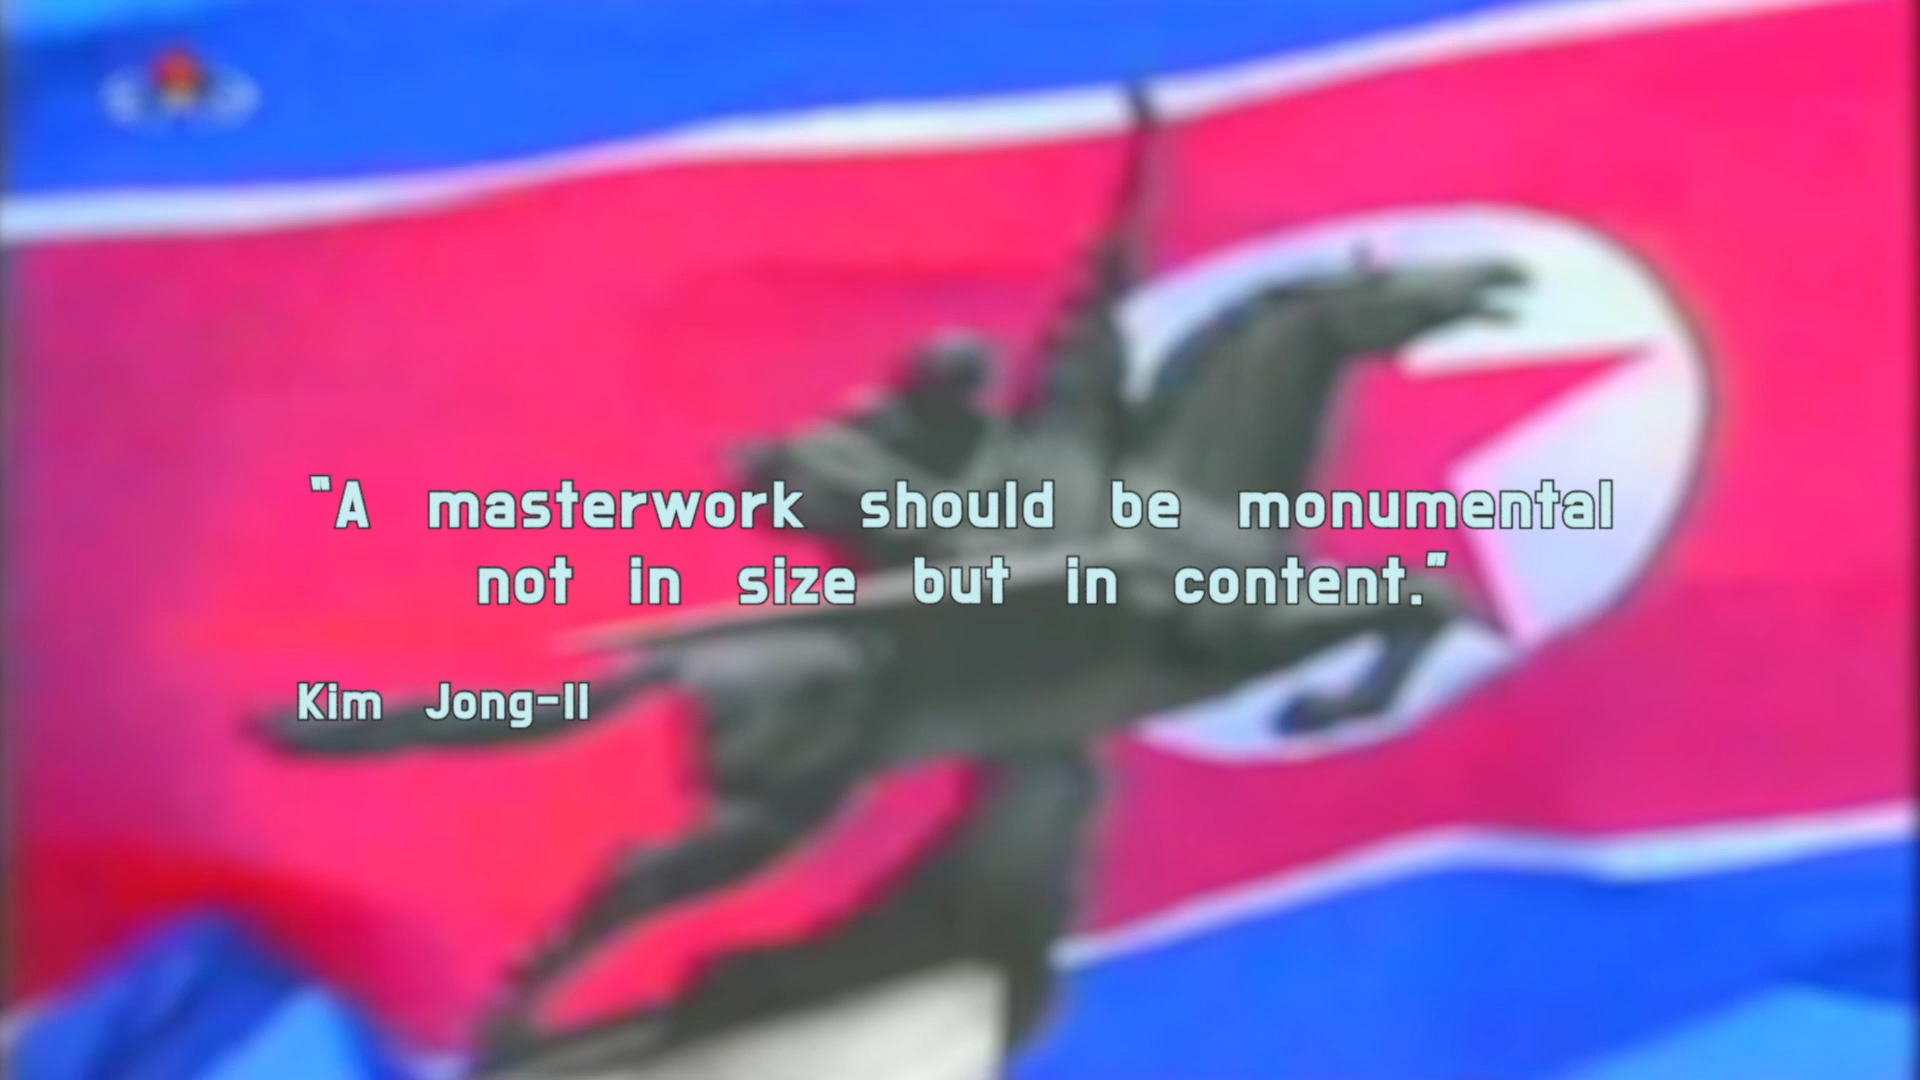 "A masterwork should be monumental
not in size but in content."
Kim Jong-Il